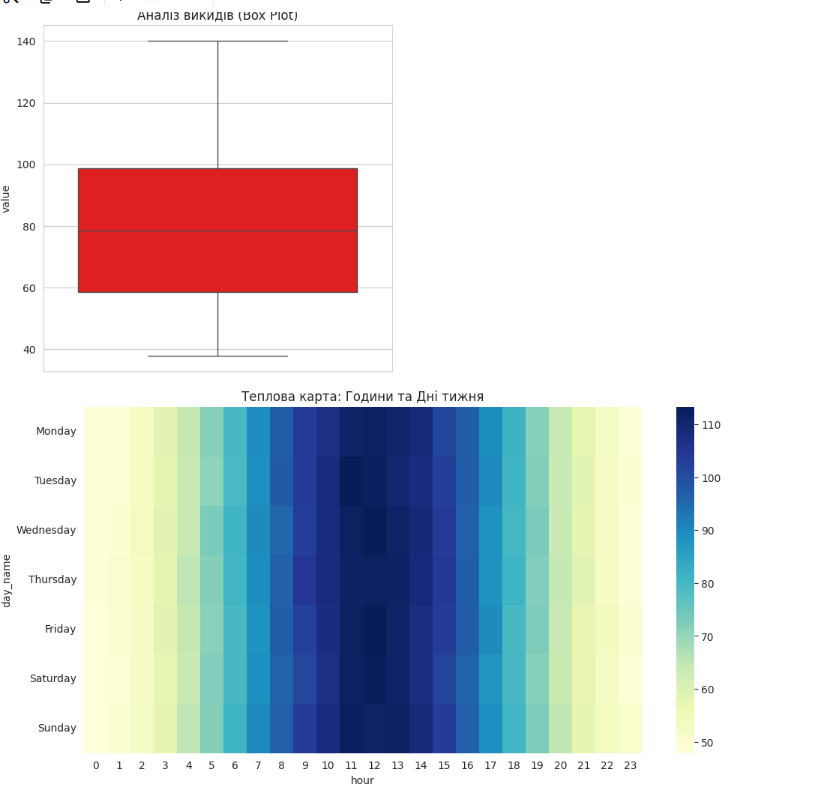 Аналіз викидів (Box Plot)
140
120
100
80
60
40
value
Теплова карта: Години та Дні тижня
Monday
Tuesday
Wednesday
Thursday
Friday
Saturday
Sunday
day_name
0 1 2 3 4 5 6 7 8 9 10 11 12 13 14 15 16 17 18 19 20 21 22 23
hour
110
100
90
80
70
60
50